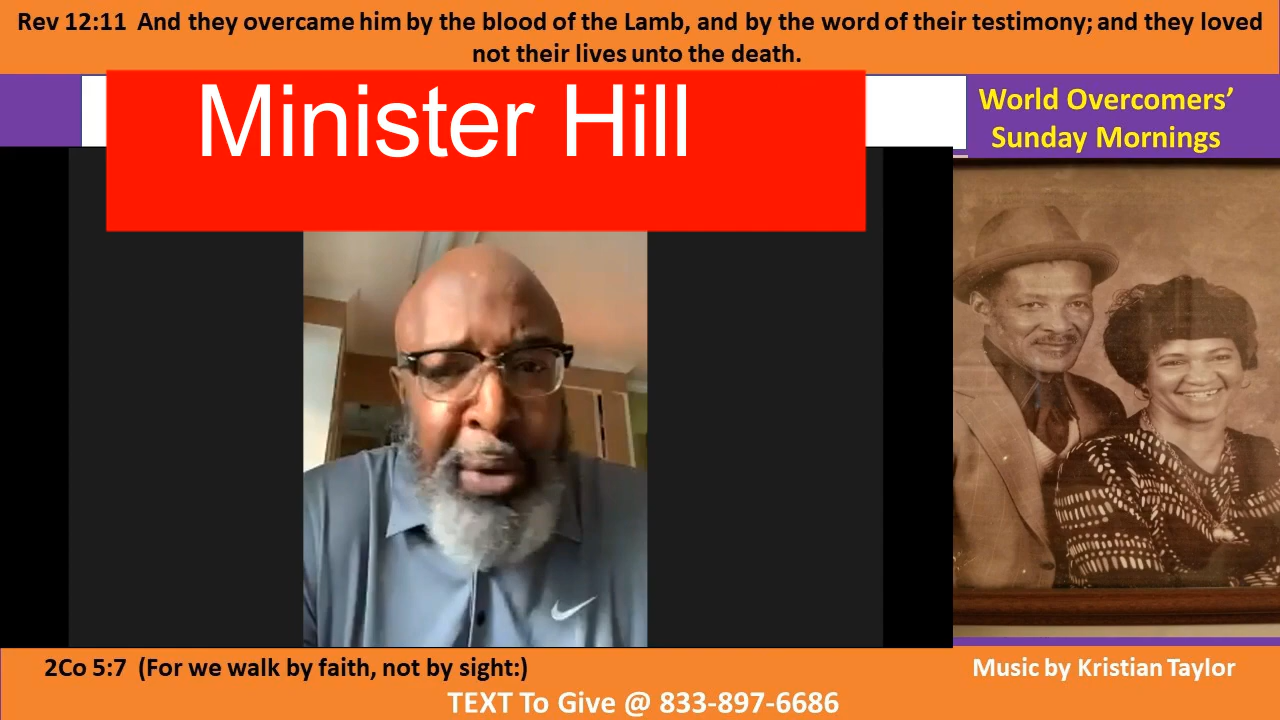 Rev 12:11  And they overcame him by the blood of the Lamb, and by the word of their testimony; and they loved
not their lives unto the death.
Minister Hill
World Overcomers’
Sunday Mornings
2Co 5:7  (For we walk by faith, not by sight:)
Music by Kristian Taylor
TEXT To Give @ 833-897-6686